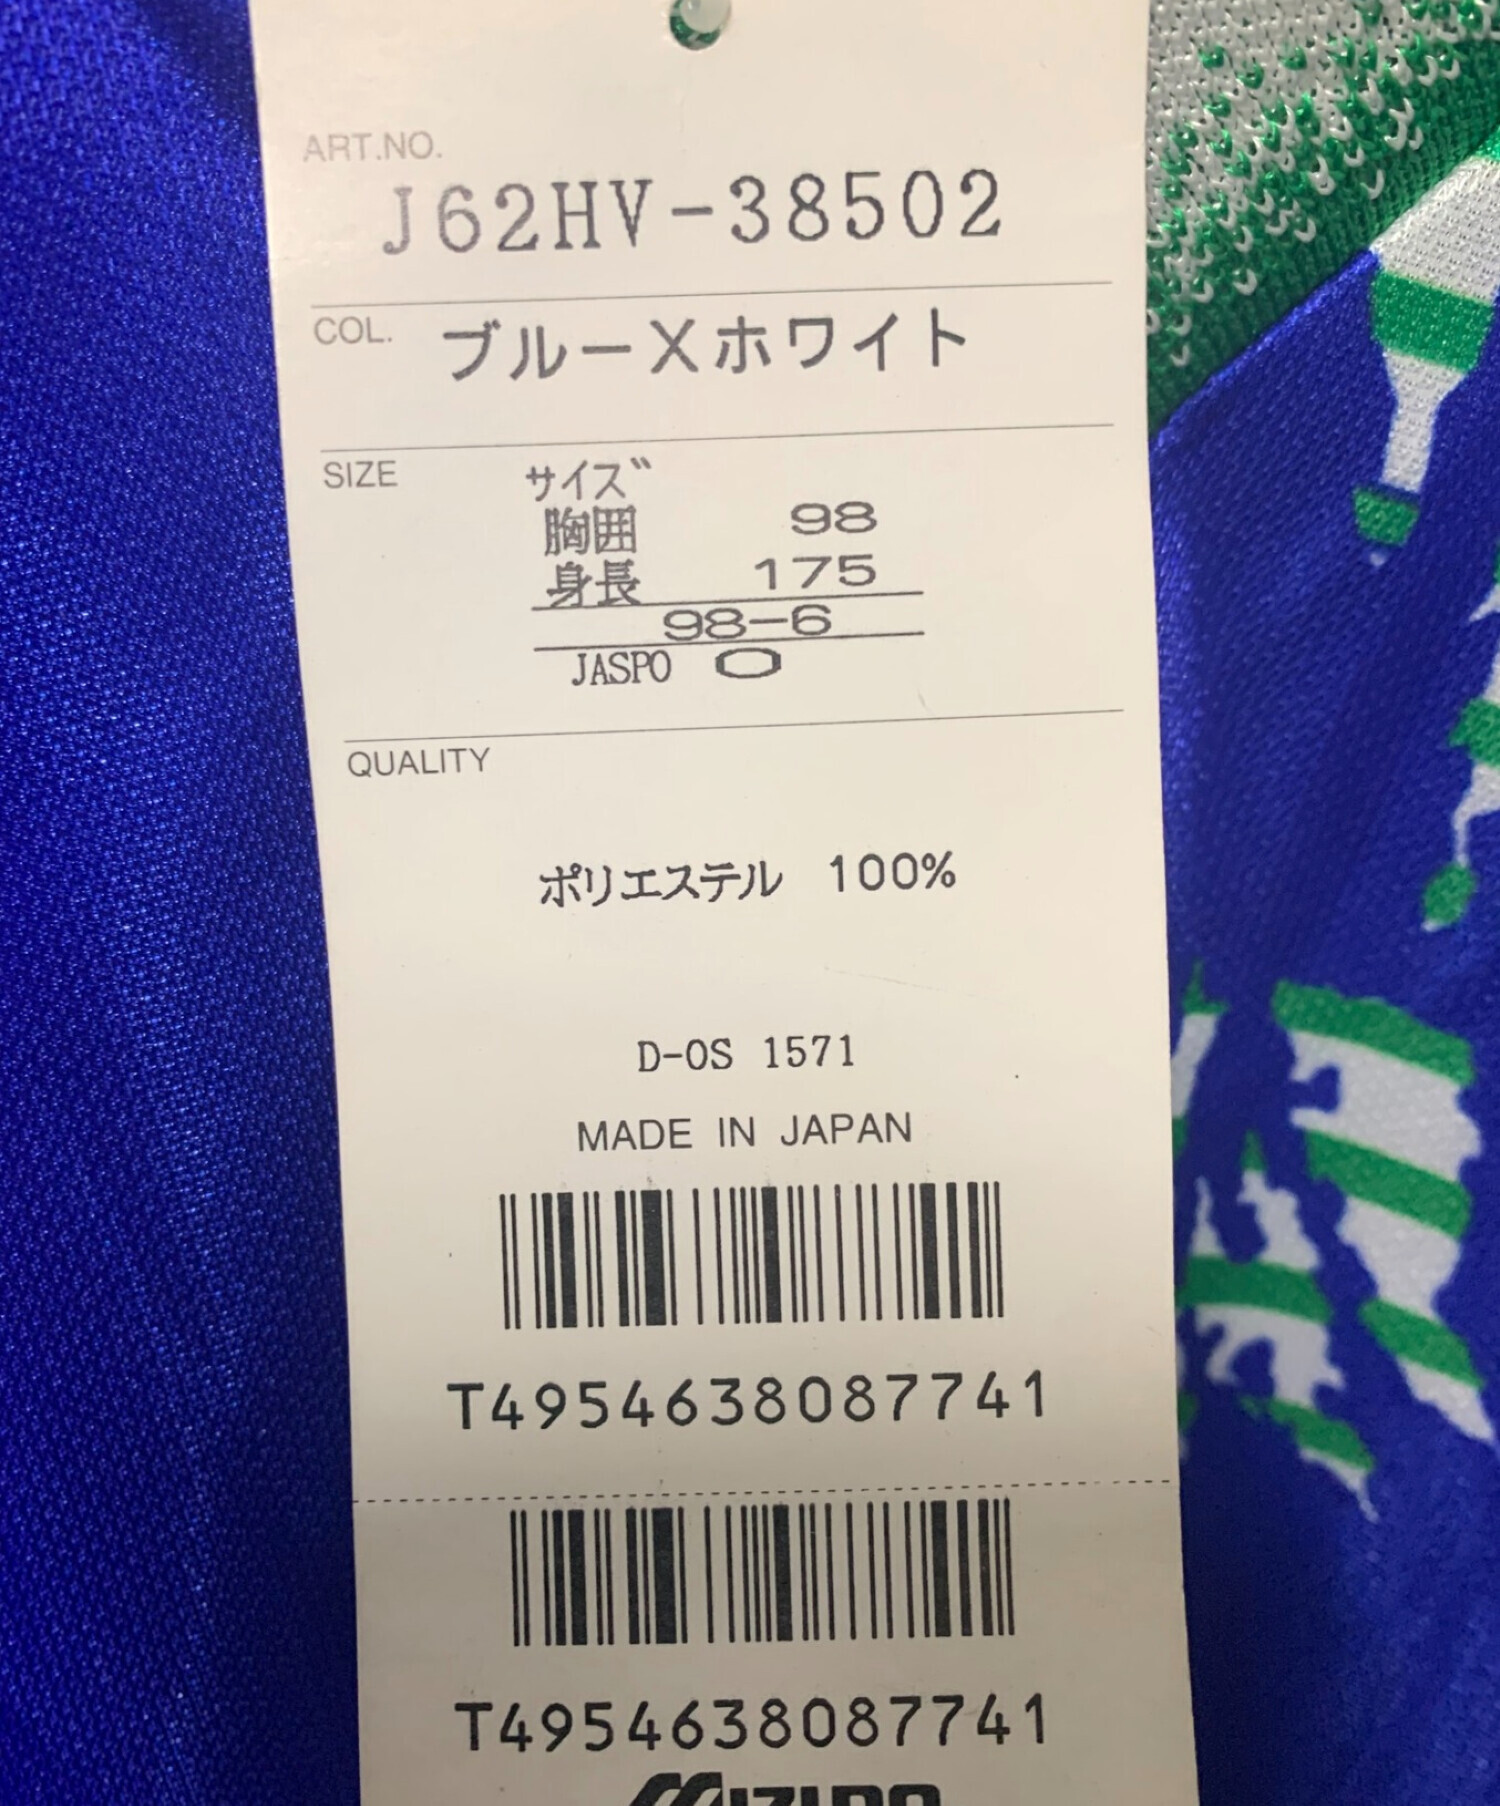 ART.NO.
J62HV-38502
COL. ブルーXホワイト
SIZE
サイズ
胸囲 98
身長 175
98-6
JASPO O
QUALITY
ポリエステル 100%
D-OS 1571
MADE IN JAPAN
T4954638087741
T4954638087741
MIZUNO